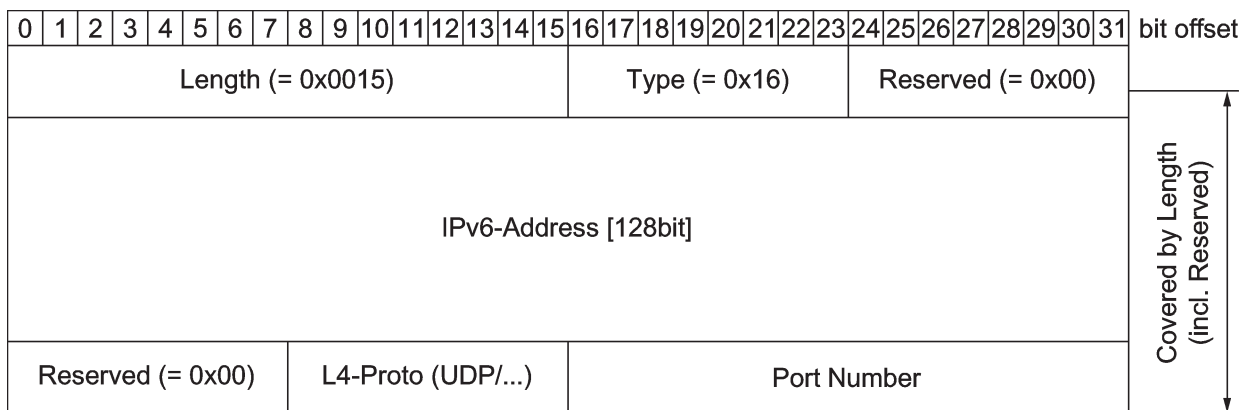 0 1 2 3 4 5 6 7 8 9 10 11 12 13 14 15 16 17 18 19 20 21 22 23 24 25 26 27 28 29 30 31 bit offset
Length (= 0x0015) Type (= 0x16) Reserved (= 0x00)
IPv6-Address [128bit]
Covered by Length
(incl. Reserved)
Reserved (= 0x00) L4-Proto (UDP/...) Port Number